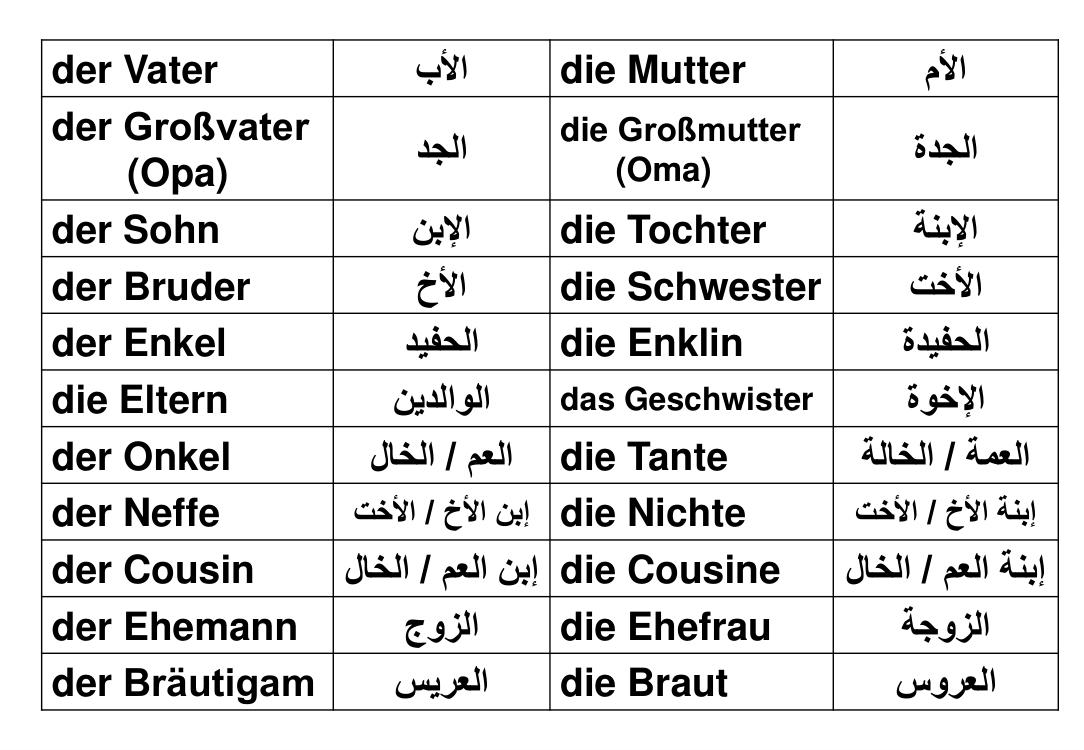 der Vater الأب die Mutter الأم
der Großvater (Opa) الجد die Großmutter (Oma) الجدة
der Sohn الإبن die Tochter الإبنة
der Bruder الأخ die Schwester الأخت
der Enkel الحفيد die Enklin الحفيدة
die Eltern الوالدين das Geschwister الإخوة
der Onkel العم / الخال die Tante العمة / الخالة
der Neffe إبن الأخ / الأخت die Nichte إبنة الأخ / الأخت
der Cousin إبن العم / الخال die Cousine إبنة العم / الخال
der Ehemann الزوج die Ehefrau الزوجة
der Bräutigam العريس die Braut العروس